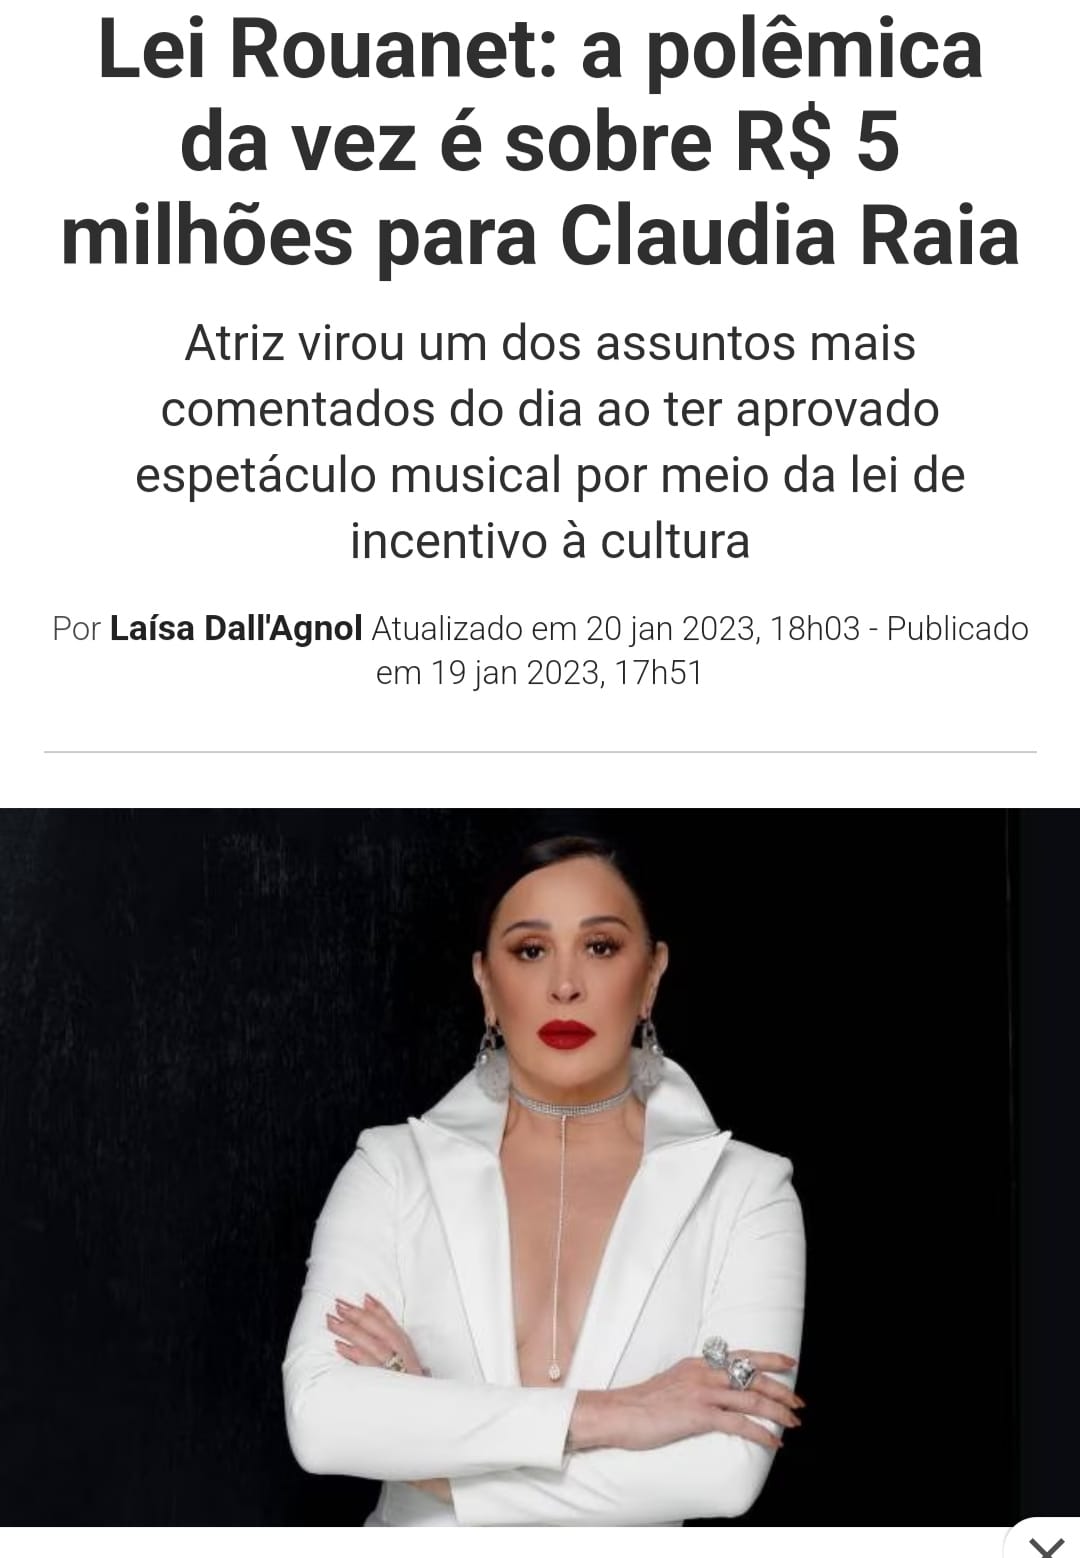 Lei Rouanet: a polêmica
da vez é sobre R$ 5
milhões para Claudia Raia
Atriz virou um dos assuntos mais
comentados do dia ao ter aprovado
espetáculo musical por meio da lei de
incentivo à cultura
Por Laísa Dall'Agnol Atualizado em 20 jan 2023, 18h03 - Publicado
em 19 jan 2023, 17h51